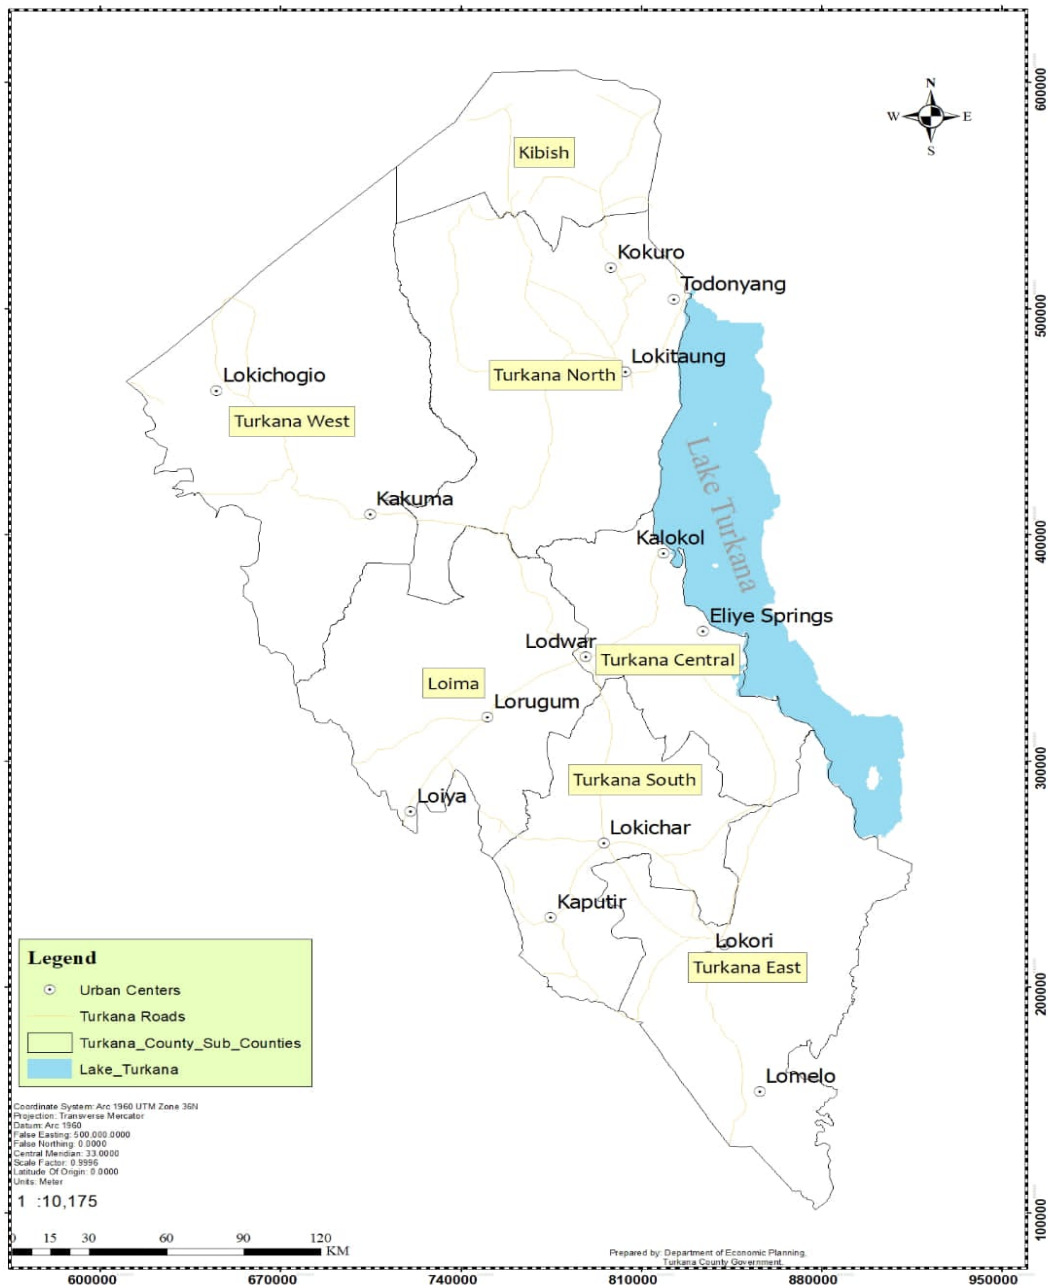 N
W E
S
Kibish
Kokuro
Todonyang
Lokitaung
Turkana North
Lokichogio
Turkana West
Kakuma
Lake Turkana
Kalokol
Eliye Springs
Lodwar
Turkana Central
Loima
Lorugum
Turkana South
Loiya
Lokichar
Kaputir
Lokori
Turkana East
Lomelo
Legend
Urban Centers
Turkana Roads
Turkana_County_Sub_Counties
Lake_Turkana
Coordinate System: Arc 1960 UTM Zone 36N
Projection: Transverse Mercator
Datum: Arc 1960
False Easting: 500,000.0000
False Northing: 0.0000
Central Meridian: 33.0000
Scale Factor: 0.9996
Latitude Of Origin: 0.0000
Units: Meter
1 :10,175
0 15 30 60 90 120
KM
Prepared by: Department of Economic Planning,
Turkana County Government.
600000 670000 740000 810000 880000 950000
600000
500000
400000
300000
200000
100000